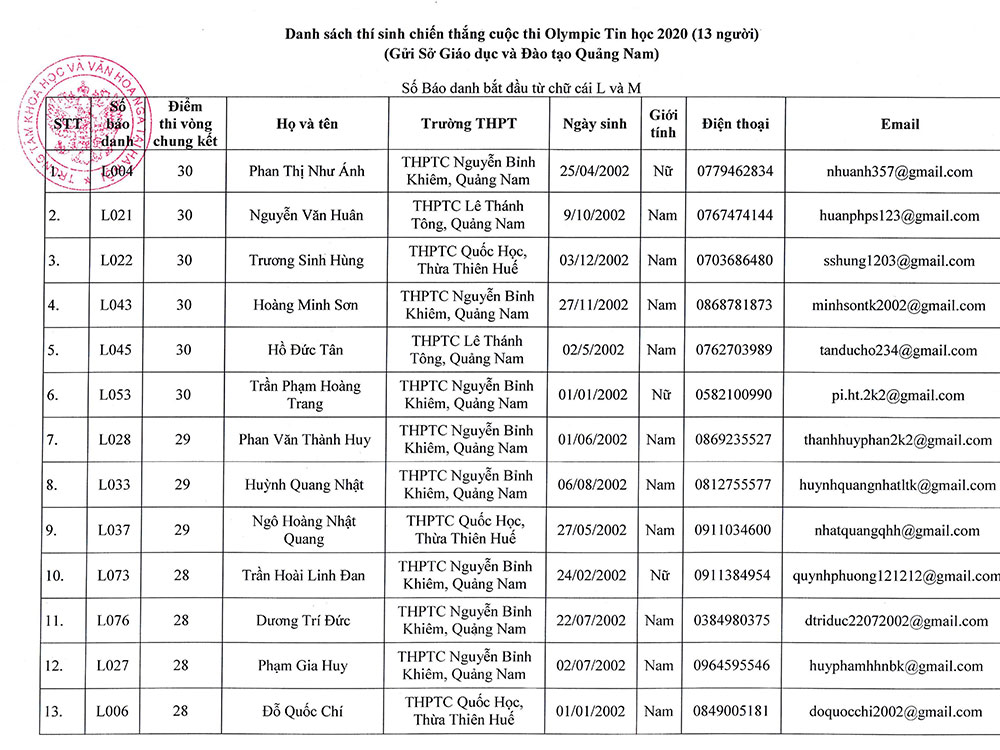 Danh sách thí sinh chiến thắng cuộc thi Olympic Tin học 2020 (13 người)
(Gửi Sở Giáo dục và Đào tạo Quảng Nam)
Số Báo danh bắt đầu từ chữ cái L và M
TRUNG TÂM KHOA HỌC VÀ VĂN HOÁ NGA TẠI HÀ NỘI
STT Số báo danh Điểm thi vòng chung kết Họ và tên Trường THPT Ngày sinh Giới tính Điện thoại Email
1. L004 30 Phan Thị Như Ánh THPTC Nguyễn Bỉnh Khiêm, Quảng Nam 25/04/2002 Nữ 0779462834 nhuanh357@gmail.com
2. L021 30 Nguyễn Văn Huân THPTC Lê Thánh Tông, Quảng Nam 9/10/2002 Nam 0767474144 huanphps123@gmail.com
3. L022 30 Trương Sinh Hùng THPTC Quốc Học, Thừa Thiên Huế 03/12/2002 Nam 0703686480 sshung1203@gmail.com
4. L043 30 Hoàng Minh Sơn THPTC Nguyễn Bỉnh Khiêm, Quảng Nam 27/11/2002 Nam 0868781873 minhsontk2002@gmail.com
5. L045 30 Hồ Đức Tân THPTC Lê Thánh Tông, Quảng Nam 02/5/2002 Nam 0762703989 tanducho234@gmail.com
6. L053 30 Trần Phạm Hoàng Trang THPTC Nguyễn Bỉnh Khiêm, Quảng Nam 01/01/2002 Nữ 0582100990 pi.ht.2k2@gmail.com
7. L028 29 Phan Văn Thành Huy THPTC Nguyễn Bỉnh Khiêm, Quảng Nam 01/06/2002 Nam 0869235527 thanhhuyphan2k2@gmail.com
8. L033 29 Huỳnh Quang Nhật THPTC Nguyễn Bỉnh Khiêm, Quảng Nam 06/08/2002 Nam 0812755577 huynhquangnhatltk@gmail.com
9. L037 29 Ngô Hoàng Nhật Quang THPTC Quốc Học, Thừa Thiên Huế 27/05/2002 Nam 0911034600 nhatquangqhh@gmail.com
10. L073 28 Trần Hoài Linh Đan THPTC Nguyễn Bỉnh Khiêm, Quảng Nam 24/02/2002 Nữ 0911384954 quynhphuong121212@gmail.com
11. L076 28 Dương Trí Đức THPTC Nguyễn Bỉnh Khiêm, Quảng Nam 22/07/2002 Nam 0384980375 dtriduc22072002@gmail.com
12. L027 28 Phạm Gia Huy THPTC Nguyễn Bỉnh Khiêm, Quảng Nam 02/07/2002 Nam 0964595546 huyphamhhnbk@gmail.com
13. L006 28 Đỗ Quốc Chí THPTC Quốc Học, Thừa Thiên Huế 01/01/2002 Nam 0849005181 doquocchi2002@gmail.com